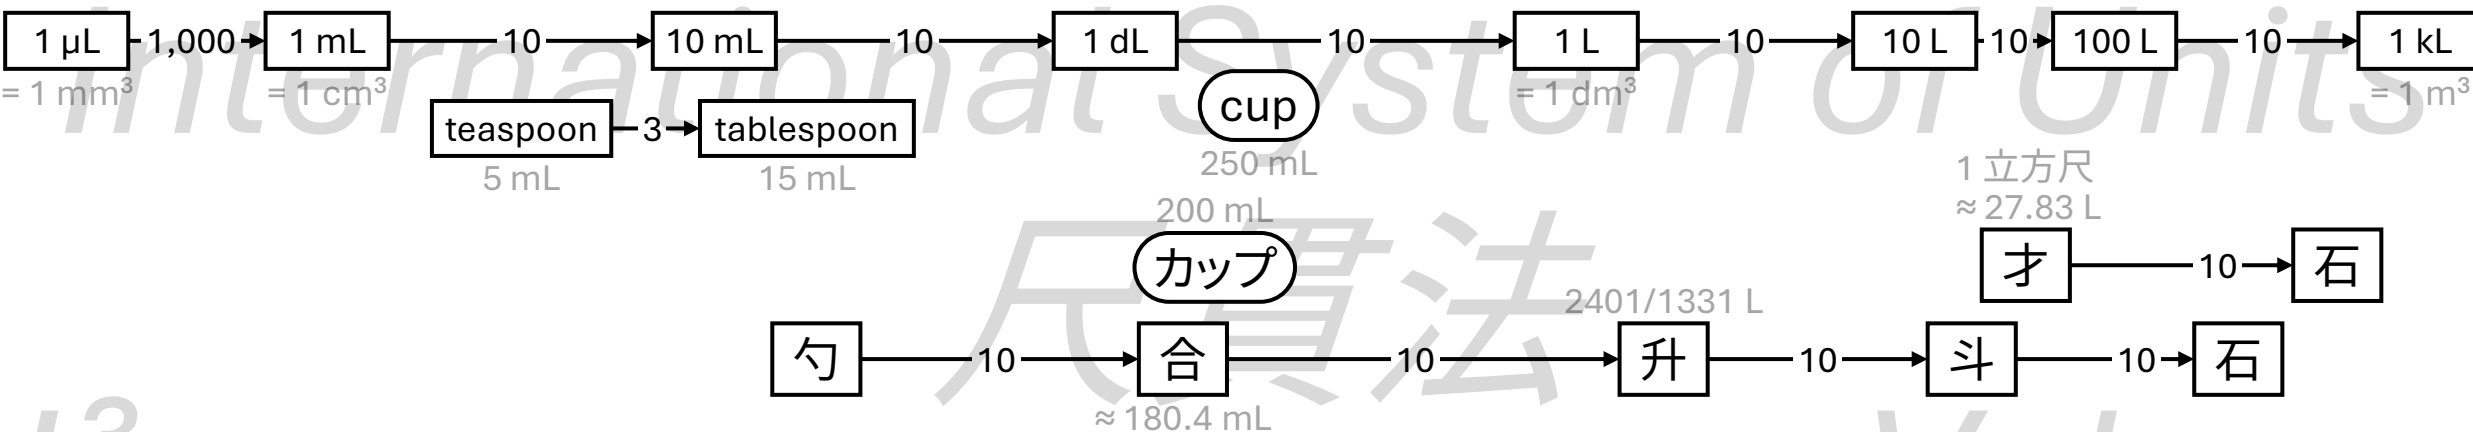 International System of Units
1 µL 1,000 1 mL 10 10 mL 10 1 dL 10 1 L 10 10 L 10 100 L 10 1 kL
= 1 mm³ = 1 cm³ = 1 dm³ = 1 m³
teaspoon 3 tablespoon
5 mL 15 mL
cup
250 mL
200 mL
カップ
1 立方尺
≈ 27.83 L
才 10 石
尺貫法
2401/1331 L
勺 10 合 10 升 10 斗 10 石
≈ 180.4 mL